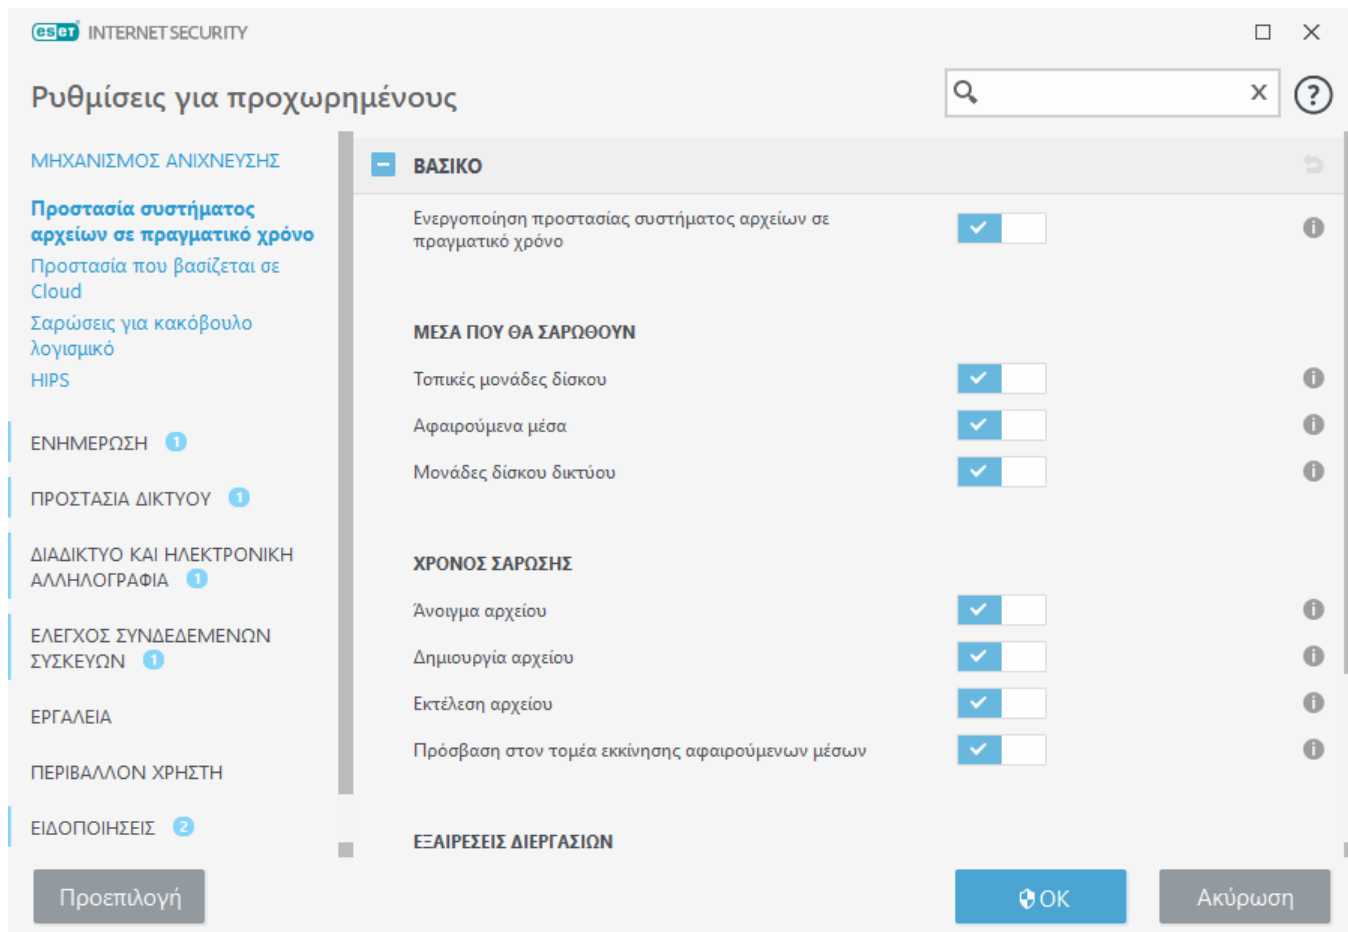 eseT INTERNET SECURITY
Ρυθμίσεις για προχωρημένους
x
?
ΜΗΧΑΝΙΣΜΟΣ ΑΝΙΧΝΕΥΣΗΣ
Προστασία συστήματος
αρχείων σε πραγματικό χρόνο
Προστασία που βασίζεται σε
Cloud
Σαρώσεις για κακόβουλο
λογισμικό
HIPS
ΕΝΗΜΕΡΩΣΗ 1
ΠΡΟΣΤΑΣΙΑ ΔΙΚΤΥΟΥ 1
ΔΙΑΔΙΚΤΥΟ ΚΑΙ ΗΛΕΚΤΡΟΝΙΚΗ
ΑΛΛΗΛΟΓΡΑΦΙΑ 1
ΕΛΕΓΧΟΣ ΣΥΝΔΕΔΕΜΕΝΩΝ
ΣΥΣΚΕΥΩΝ 1
ΕΡΓΑΛΕΙΑ
ΠΕΡΙΒΑΛΛΟΝ ΧΡΗΣΤΗ
ΕΙΔΟΠΟΙΗΣΕΙΣ 2
ΒΑΣΙΚΟ
Ενεργοποίηση προστασίας συστήματος αρχείων σε
πραγματικό χρόνο
ΜΕΣΑ ΠΟΥ ΘΑ ΣΑΡΩΘΟΥΝ
Τοπικές μονάδες δίσκου
Αφαιρούμενα μέσα
Μονάδες δίσκου δικτύου
ΧΡΟΝΟΣ ΣΑΡΩΣΗΣ
Άνοιγμα αρχείου
Δημιουργία αρχείου
Εκτέλεση αρχείου
Πρόσβαση στον τομέα εκκίνησης αφαιρούμενων μέσων
ΕΞΑΙΡΕΣΕΙΣ ΔΙΕΡΓΑΣΙΩΝ
Προεπιλογή
OK
Ακύρωση